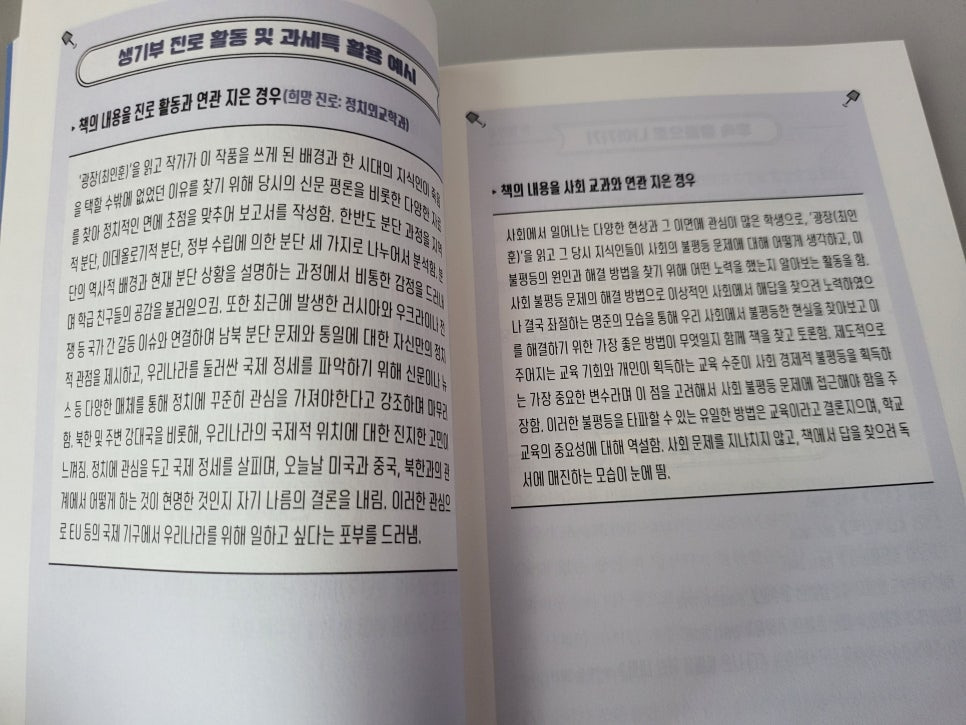 생기부 진로 활동 및 과세특 활용 예시
▸ 책의 내용을 진로 활동과 연관 지은 경우(희망 진로: 정치외교학과)
'광장(최인훈)'을 읽고 작가가 이 작품을 쓰게 된 배경과 한 시대의 지식인이 죽음
을 택할 수밖에 없었던 이유를 찾기 위해 당시의 신문 평론을 비롯한 다양한 자료
를 찾아 정치적인 면에 초점을 맞추어 보고서를 작성함. 한반도 분단 과정을 지역
적 분단, 이데올로기적 분단, 정부 수립에 의한 분단 세 가지로 나누어서 분석함. 분
단의 역사적 배경과 현재 분단 상황을 설명하는 과정에서 비통한 감정을 드러내
며 학급 친구들의 공감을 불러일으킴. 또한 최근에 발생한 러시아와 우크라이나 전
쟁 등 국가 간 갈등 이슈와 연결하여 남북 분단 문제와 통일에 대한 자신만의 정치
적 관점을 제시하고, 우리나라를 둘러싼 국제 정세를 파악하기 위해 신문이나 뉴
스 등 다양한 매체를 통해 정치에 꾸준히 관심을 가져야한다고 강조하며 마무리
함. 북한 및 주변 강대국을 비롯해, 우리나라의 국제적 위치에 대한 진지한 고민이
느껴짐. 정치에 관심을 두고 국제 정세를 살피며, 오늘날 미국과 중국, 북한과의 관
계에서 어떻게 하는 것이 현명한 것인지 자기 나름의 결론을 내림. 이러한 관심으
로 EU 등의 국제 기구에서 우리나라를 위해 일하고 싶다는 포부를 드러냄.
▸ 책의 내용을 사회 교과와 연관 지은 경우
사회에서 일어나는 다양한 현상과 그 이면에 관심이 많은 학생으로, '광장(최인
훈)'을 읽고 그 당시 지식인들이 사회의 불평등 문제에 대해 어떻게 생각하고, 이
불평등의 원인과 해결 방법을 찾기 위해 어떤 노력을 했는지 알아보는 활동을 함.
사회 불평등 문제의 해결 방법으로 이상적인 사회에서 해답을 찾으려 노력하였으
나 결국 좌절하는 명준의 모습을 통해 우리 사회에서 불평등한 현실을 찾아보고 이
를 해결하기 위한 가장 좋은 방법이 무엇일지 함께 책을 찾고 토론함. 제도적으로
주어지는 교육 기회와 개인이 획득하는 교육 수준이 사회 경제적 불평등을 획득하
는 가장 중요한 변수라며 이 점을 고려해서 사회 불평등 문제에 접근해야 함을 주
장함. 이러한 불평등을 타파할 수 있는 유일한 방법은 교육이라고 결론지으며, 학교
교육의 중요성에 대해 역설함. 사회 문제를 지나치지 않고, 책에서 답을 찾으러 독
서에 매진하는 모습이 눈에 띔.